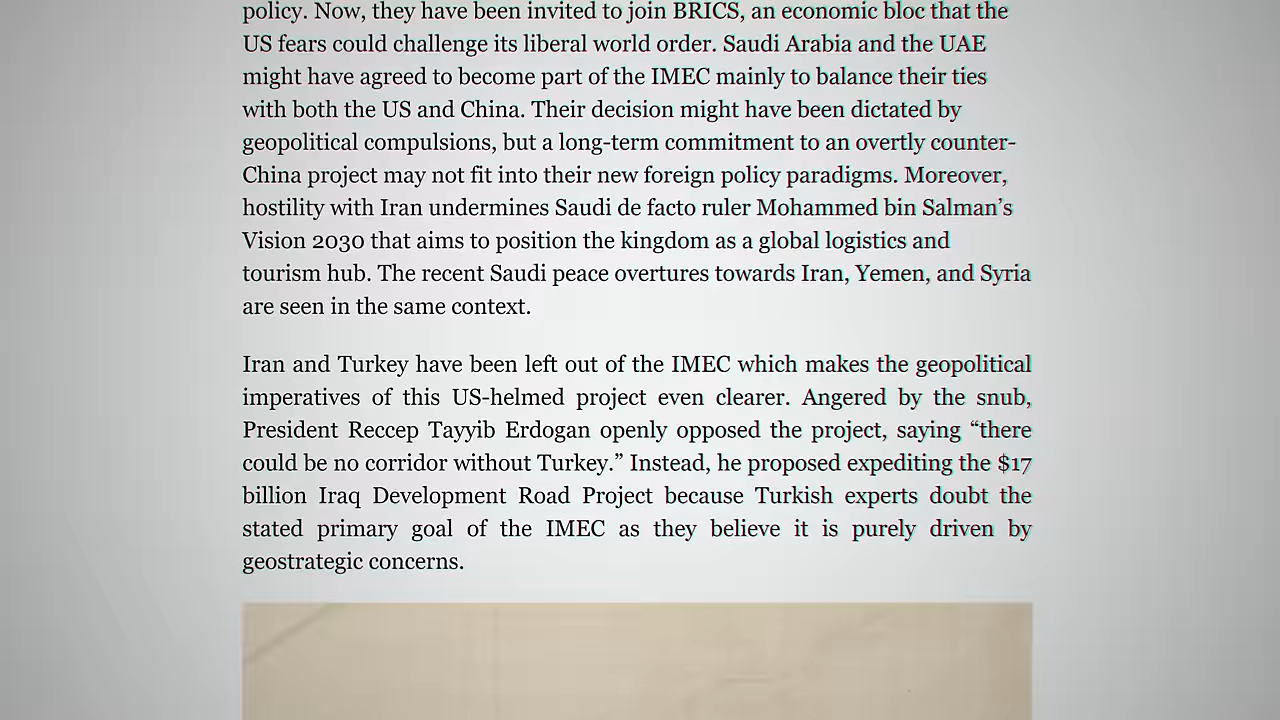 policy. Now, they have been invited to join BRICS, an economic bloc that the
US fears could challenge its liberal world order. Saudi Arabia and the UAE
might have agreed to become part of the IMEC mainly to balance their ties
with both the US and China. Their decision might have been dictated by
geopolitical compulsions, but a long-term commitment to an overtly counter-
China project may not fit into their new foreign policy paradigms. Moreover,
hostility with Iran undermines Saudi de facto ruler Mohammed bin Salman’s
Vision 2030 that aims to position the kingdom as a global logistics and
tourism hub. The recent Saudi peace overtures towards Iran, Yemen, and Syria
are seen in the same context.
Iran and Turkey have been left out of the IMEC which makes the geopolitical
imperatives of this US-helmed project even clearer. Angered by the snub,
President Reccep Tayyib Erdogan openly opposed the project, saying “there
could be no corridor without Turkey.” Instead, he proposed expediting the $17
billion Iraq Development Road Project because Turkish experts doubt the
stated primary goal of the IMEC as they believe it is purely driven by
geostrategic concerns.